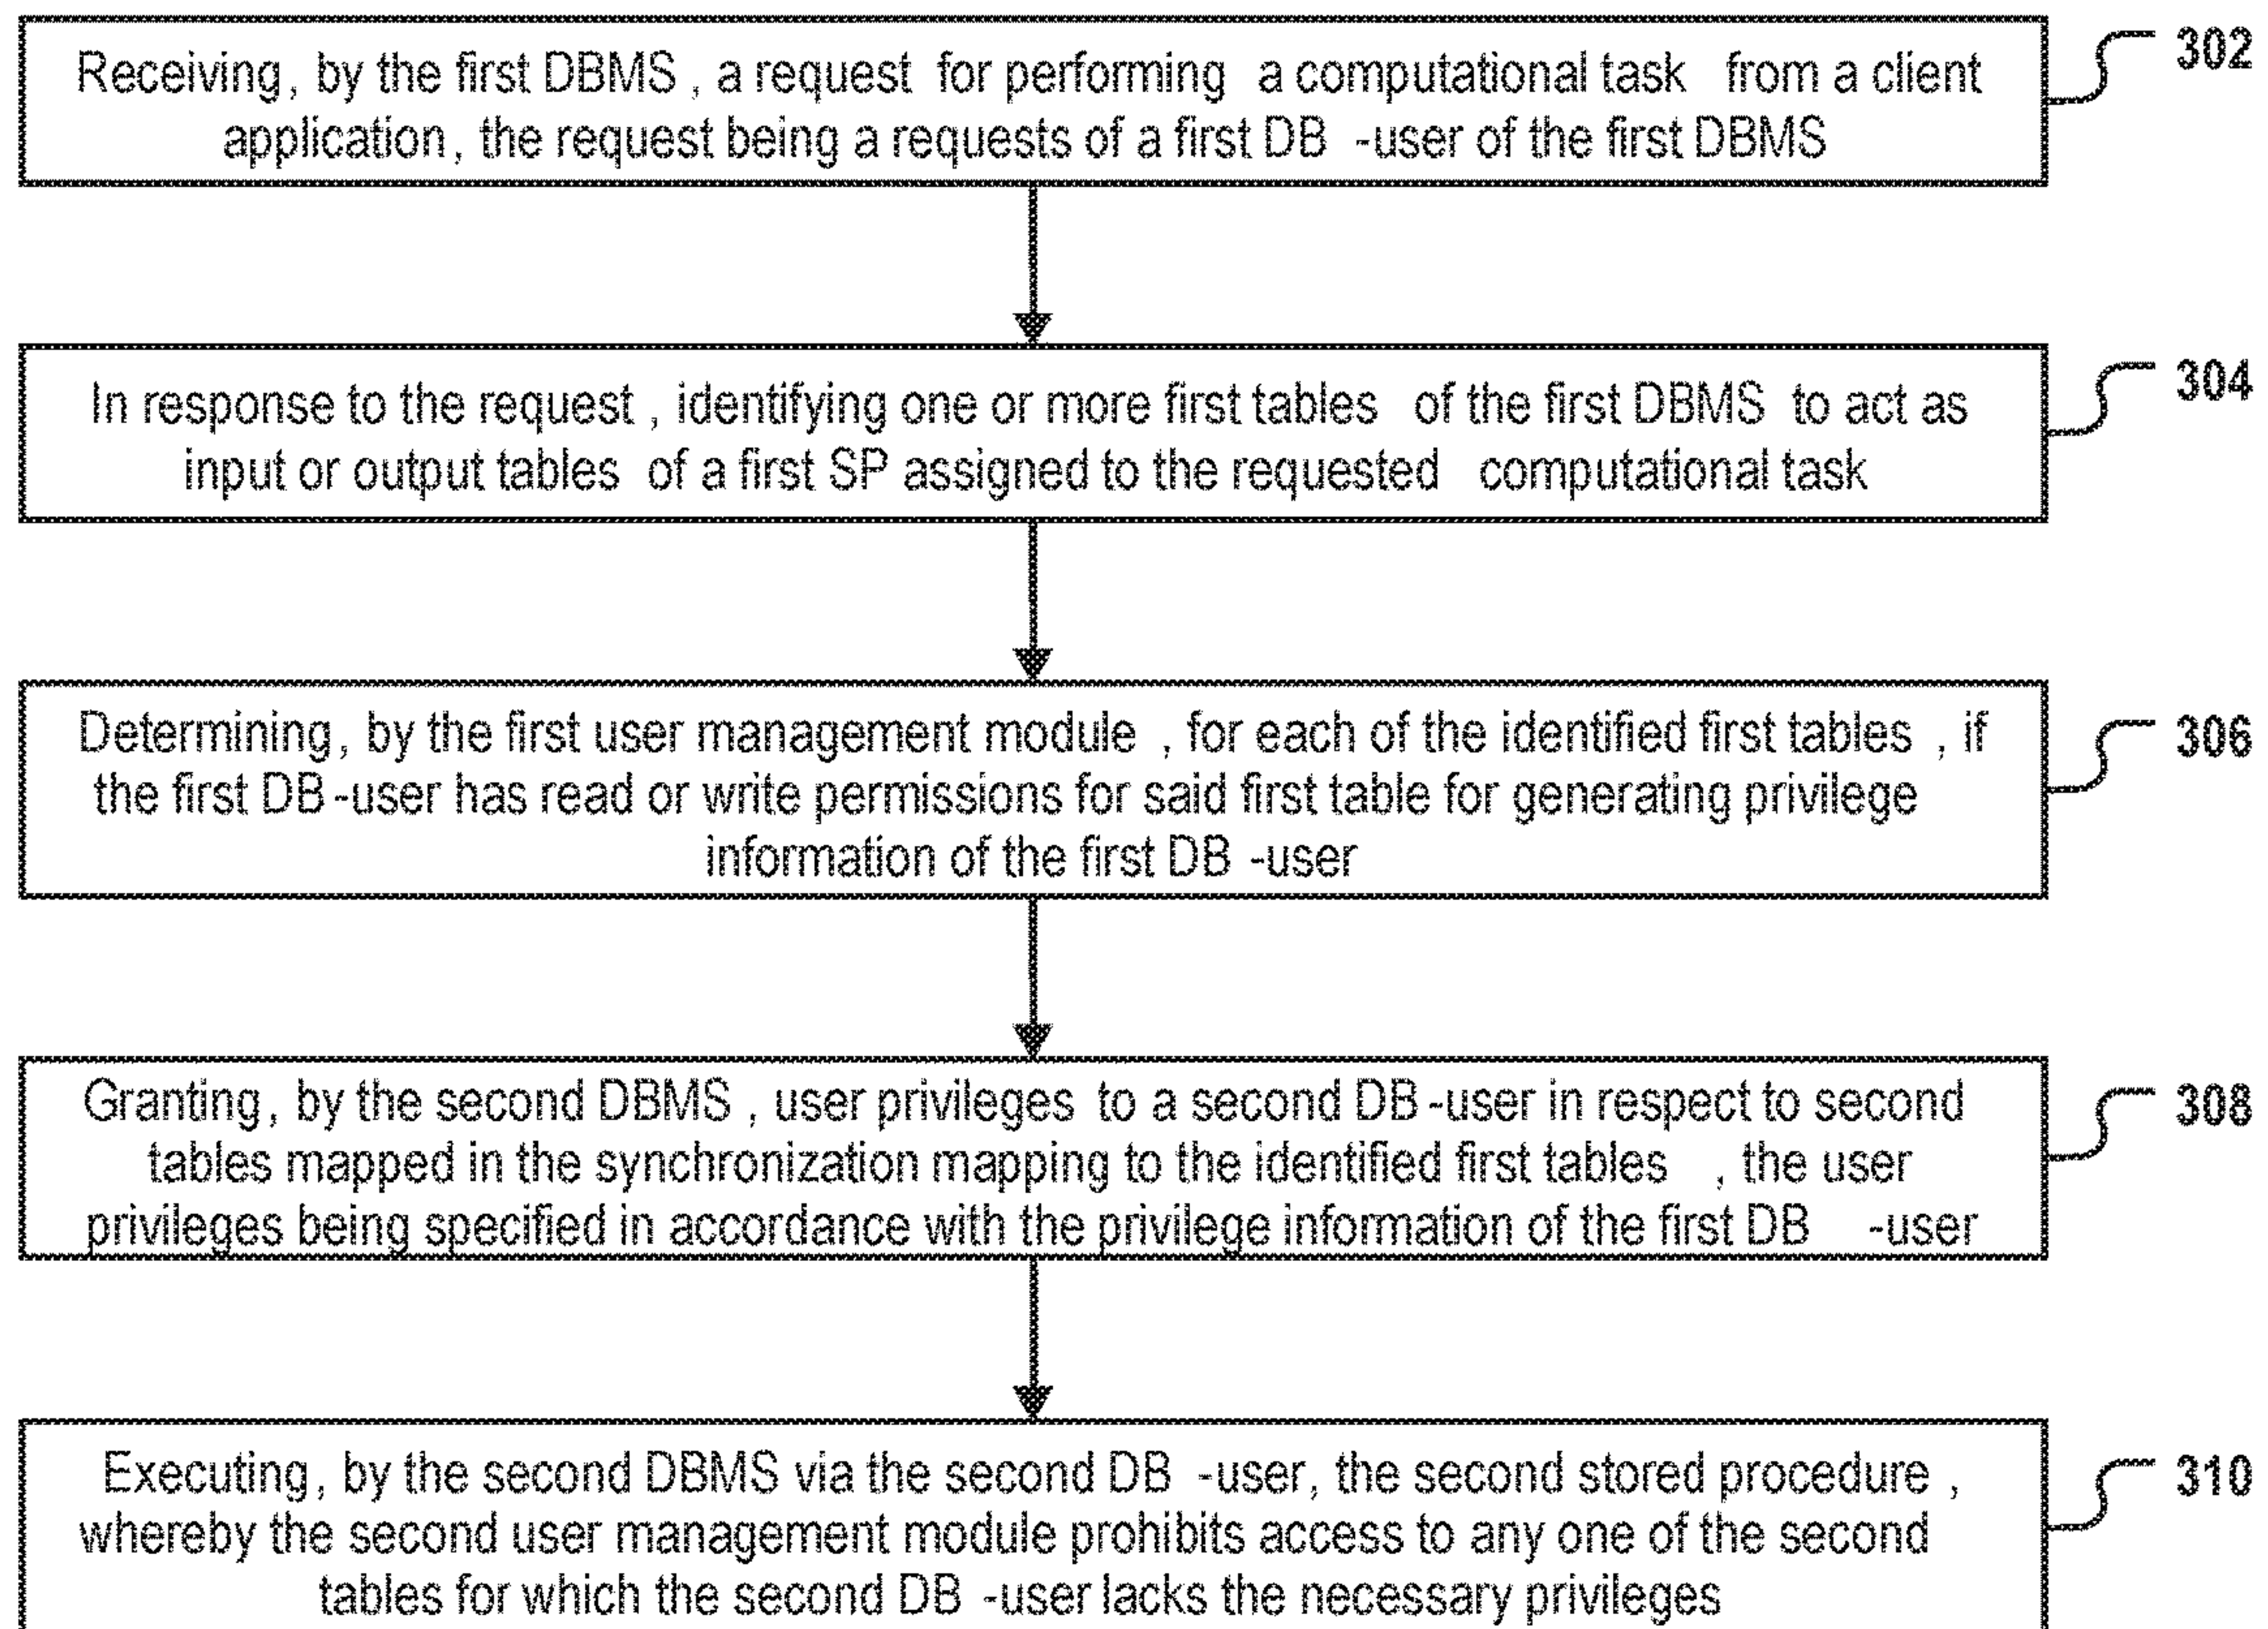 Receiving, by the first DBMS, a request for performing a computational task from a client
application, the request being a requests of a first DB-user of the first DBMS
302
In response to the request, identifying one or more first tables of the first DBMS to act as
input or output tables of a first SP assigned to the requested computational task
304
Determining, by the first user management module, for each of the identified first tables, if
the first DB-user has read or write permissions for said first table for generating privilege
information of the first DB-user
306
Granting, by the second DBMS, user privileges to a second DB-user in respect to second
tables mapped in the synchronization mapping to the identified first tables, the user
privileges being specified in accordance with the privilege information of the first DB-user
308
Executing, by the second DBMS via the second DB-user, the second stored procedure,
whereby the second user management module prohibits access to any one of the second
tables for which the second DB-user lacks the necessary privileges
310